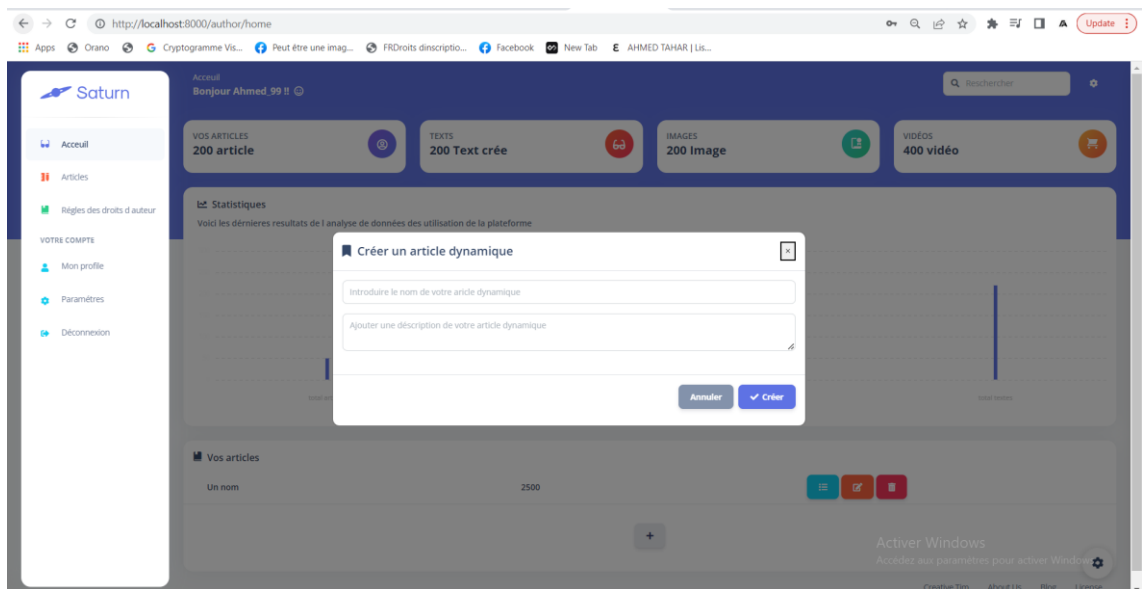 http://localhost:8000/author/home
Update
Apps Orano Cryptogramme Vis... Peut être une imag... FRDroits dinscriptio... Facebook New Tab AHMED TAHAR | Lis...
Saturn
Acceuil
Bonjour Ahmed_99 !!
Reschercher
VOS ARTICLES
200 article
TEXTS
200 Text crée
IMAGES
200 Image
VIDÉOS
400 vidéo
Acceuil
Articles
Régles des droits d auteur
VOTRE COMPTE
Mon profile
Paramétres
Déconnexion
Statistiques
Voici les dérnieres resultats de l analyse de données des utilisation de la plateforme
Créer un article dynamique
×
Introduire le nom de votre aricle dynamique
Ajouter une déscription de votre article dynamique
Annuler
Créer
Vos articles
Un nom 2500
+
Activer Windows
Accédez aux paramètres pour activer Windows
Creative Tim About Us Blog License